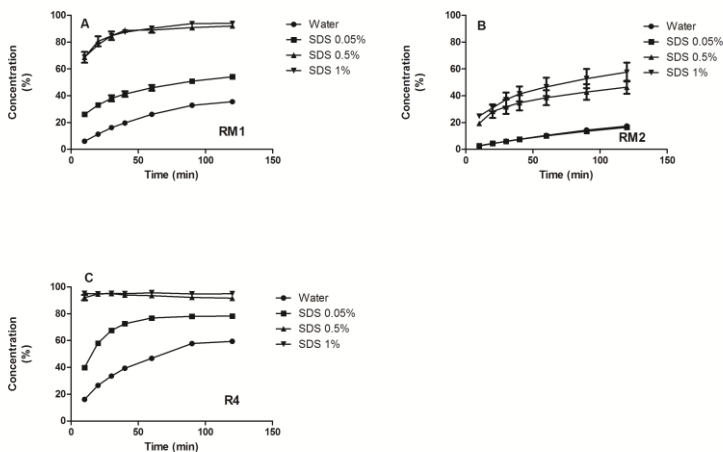 A
100
80
60
40
20
0
0 50 100 150
Concentration
(%)
Time (min)
RM1
Water
SDS 0.05%
SDS 0.5%
SDS 1%
B
100
80
60
40
20
0
0 50 100 150
Concentration
(%)
Time (min)
RM2
Water
SDS 0.05%
SDS 0.5%
SDS 1%
C
100
80
60
40
20
0
0 50 100 150
Concentration
(%)
Time (min)
R4
Water
SDS 0.05%
SDS 0.5%
SDS 1%